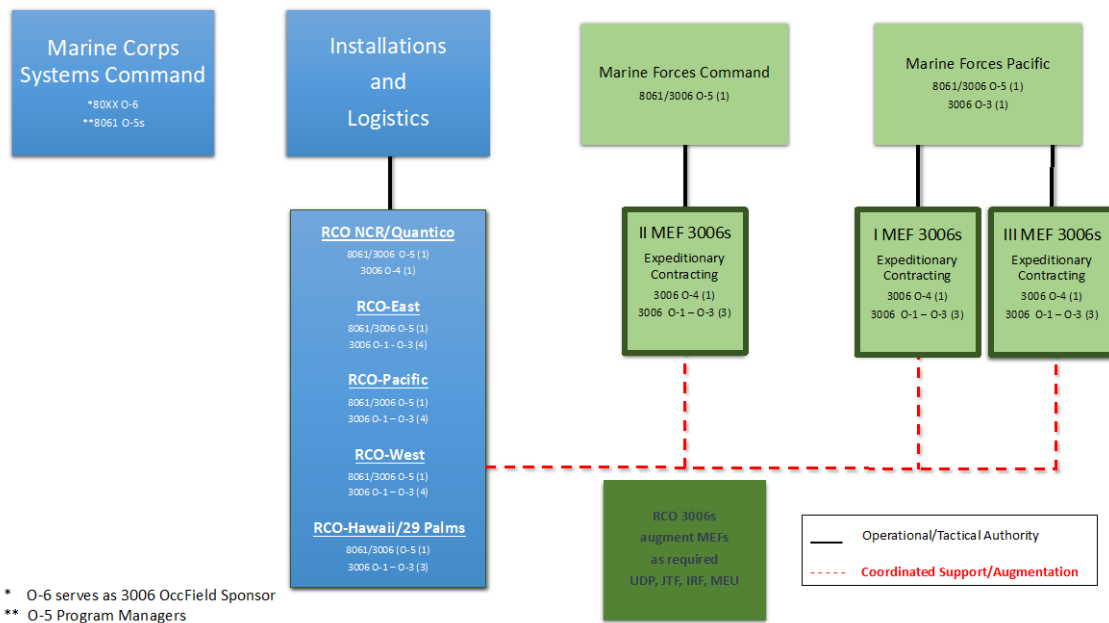 Marine Corps
Systems Command
*80XX O-6
**8061 O-5s
Installations
and
Logistics
Marine Forces Command
8061/3006 O-5 (1)
Marine Forces Pacific
8061/3006 O-5 (1)
3006 O-3 (1)
RCO NCR/Quantico
8061/3006 O-5 (1)
3006 O-4 (1)
RCO-East
8061/3006 O-5 (1)
3006 O-1 - O-3 (4)
RCO-Pacific
8061/3006 O-5 (1)
3006 O-1 – O-3 (4)
RCO-West
8061/3006 O-5 (1)
3006 O-1 – O-3 (4)
RCO-Hawaii/29 Palms
8061/3006 (O-5 (1)
3006 O-1 – O-3 (3)
II MEF 3006s
Expeditionary
Contracting
3006 O-4 (1)
3006 O-1 – O-3 (3)
I MEF 3006s
Expeditionary
Contracting
3006 O-4 (1)
3006 O-1 – O-3 (3)
III MEF 3006s
Expeditionary
Contracting
3006 O-4 (1)
3006 O-1 – O-3 (3)
RCO 3006s
augment MEFs
as required
UDP, JTF, IRF, MEU
Operational/Tactical Authority
Coordinated Support/Augmentation
* O-6 serves as 3006 OccField Sponsor
** O-5 Program Managers